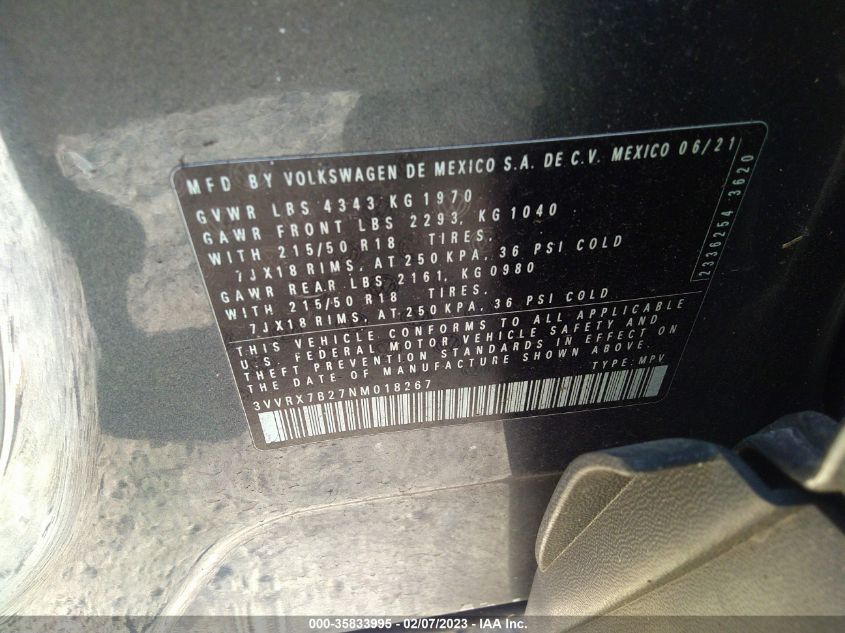 MFD BY VOLKSWAGEN DE MEXICO S.A. DE C.V. MEXICO 06/21
GVWR LBS 4343 KG 1970
GAWR FRONT LBS 2293, KG 1040
WITH 215/50 R18 TIRES,
7JX18 RIMS, AT 250 KPA, 36 PSI COLD
GAWR REAR LBS 2161, KG 0980
WITH 215/50 R18 TIRES,
7JX18 RIMS, AT 250 KPA, 36 PSI COLD
THIS VEHICLE CONFORMS TO ALL APPLICABLE
U.S. FEDERAL MOTOR VEHICLE SAFETY AND
THEFT PREVENTION STANDARDS IN EFFECT ON
THE DATE OF MANUFACTURE SHOWN ABOVE.
3VVRX7B27NM018267 TYPE: MPV
2336254 3620
000-35833995 - 02/07/2023 - IAA Inc.